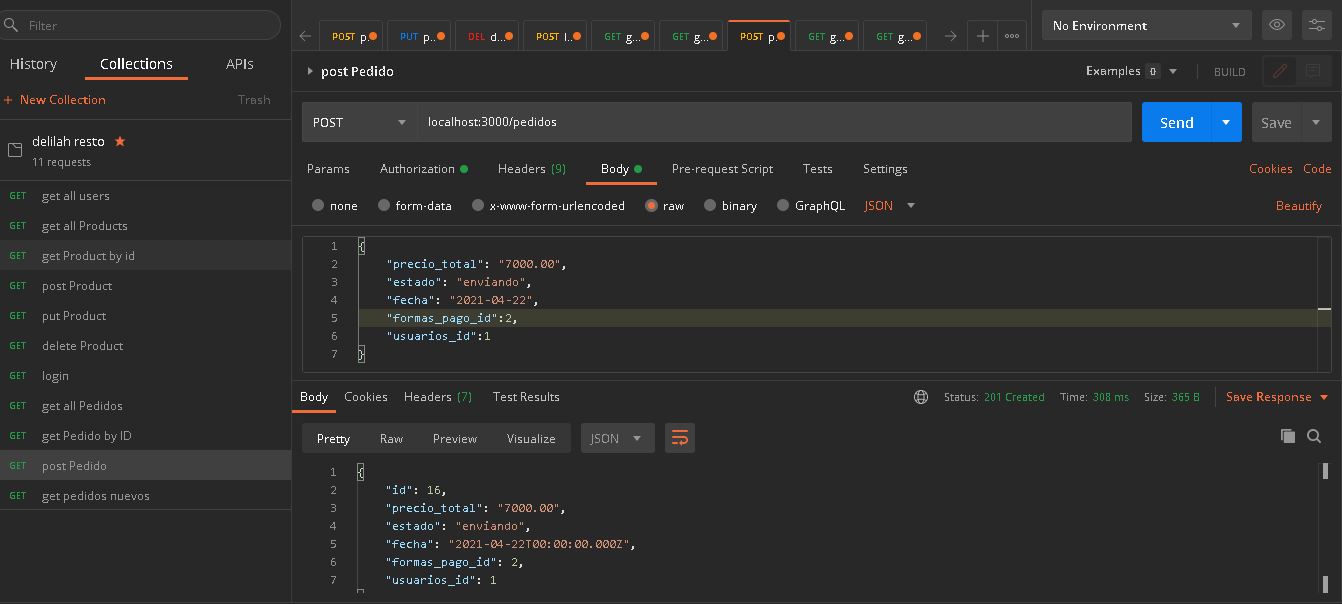 Filter
History Collections APIs
+ New Collection Trash
delilah resto
11 requests
GET get all users
GET get all Products
GET get Product by id
GET post Product
GET put Product
GET delete Product
GET login
GET get all Pedidos
GET get Pedido by ID
GET post Pedido
GET get pedidos nuevos
POST p. PUT p... DEL d... POST l... GET g... GET g... POST p. GET g... GET g...
No Environment
post Pedido
Examples 0 BUILD
POST localhost:3000/pedidos Send Save
Params Authorization Headers (9) Body Pre-request Script Tests Settings Cookies Code
none form-data x-www-form-urlencoded raw binary GraphQL JSON Beautify
1 {
2 "precio_total": "7000.00",
3 "estado": "enviando",
4 "fecha": "2021-04-22",
5 "formas_pago_id":2,
6 "usuarios_id":1
7 }
Body Cookies Headers (7) Test Results Status: 201 Created Time: 308 ms Size: 365 B Save Response
Pretty Raw Preview Visualize JSON
1 {
2 "id": 16,
3 "precio_total": "7000.00",
4 "estado": "enviando",
5 "fecha": "2021-04-22T00:00:00.000Z",
6 "formas_pago_id": 2,
7 "usuarios_id": 1